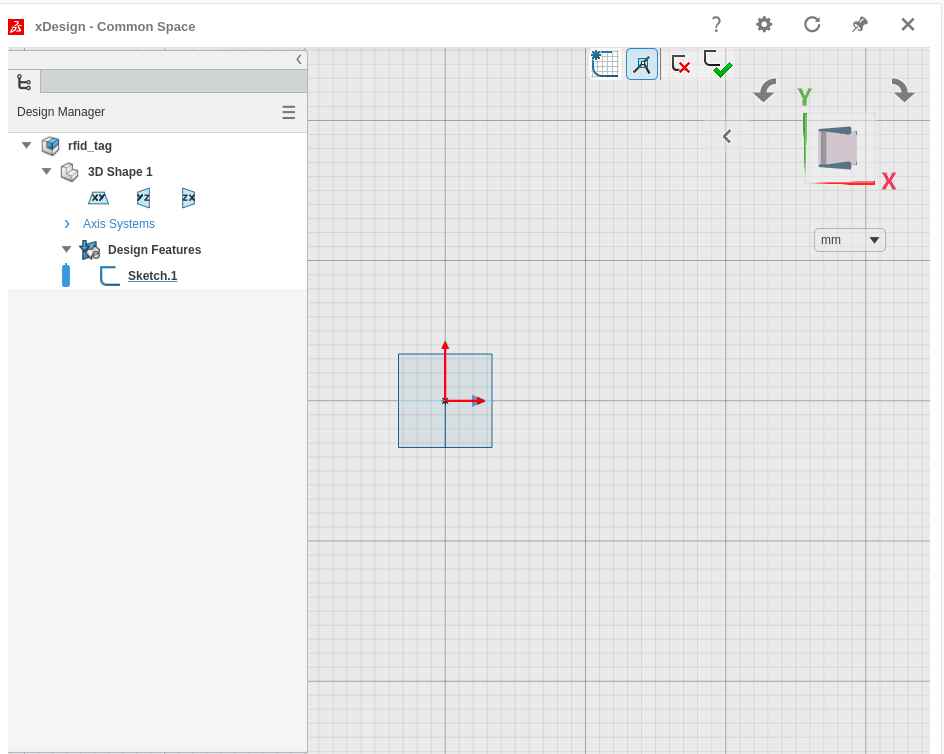 xDesign - Common Space
?
Design Manager
rfid_tag
3D Shape 1
XY YZ ZX
Axis Systems
Design Features
Sketch.1
Y
X
mm